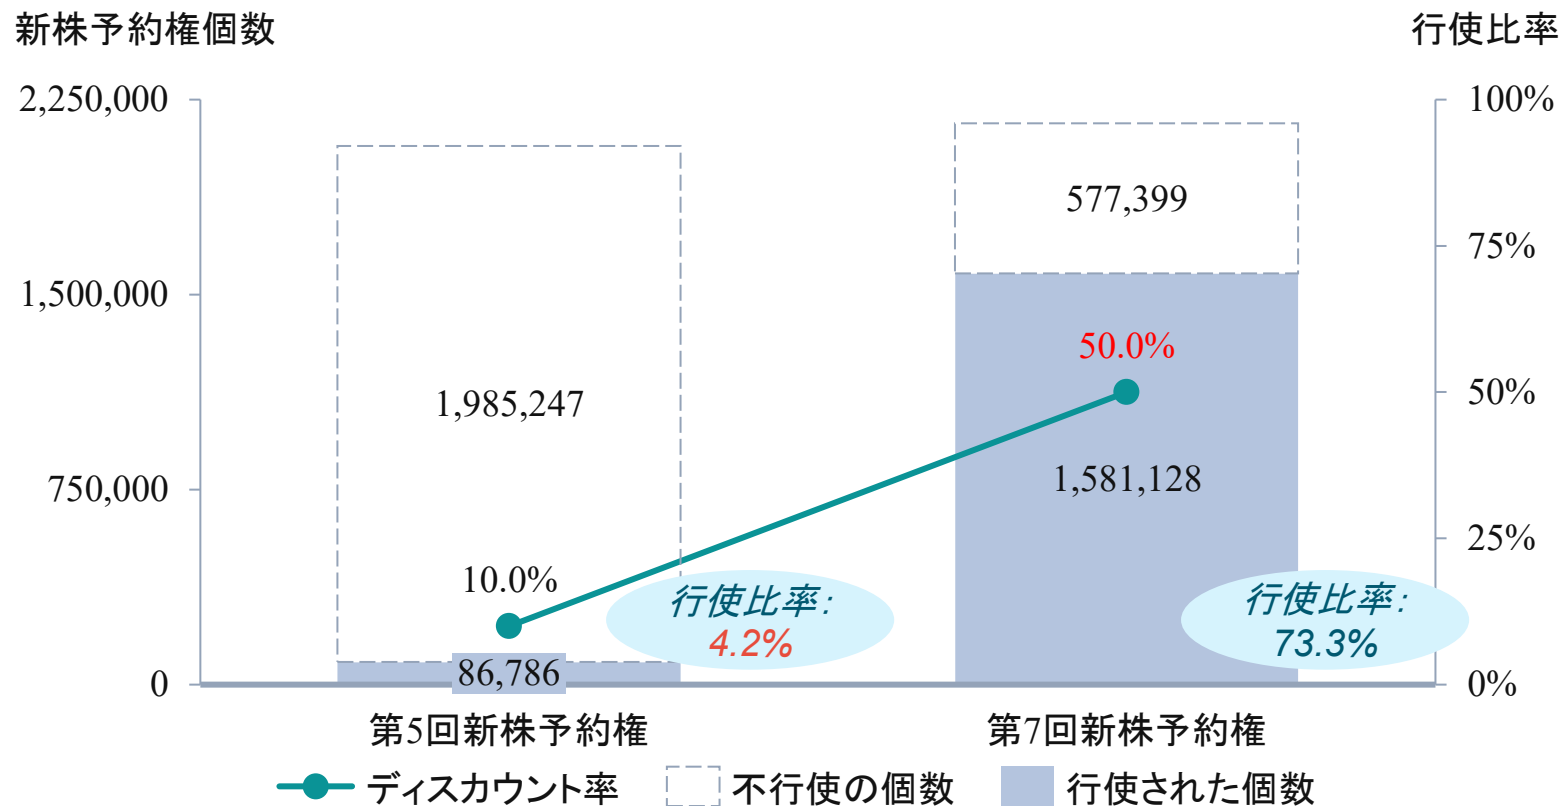 新株予約権個数
行使比率
2,250,000
1,500,000
750,000
0
100%
75%
50%
25%
0%
1,985,247
10.0%
86,786
577,399
50.0%
1,581,128
行使比率:
4.2%
行使比率:
73.3%
第5回新株予約権
第7回新株予約権
ディスカウント率
不行使の個数
行使された個数